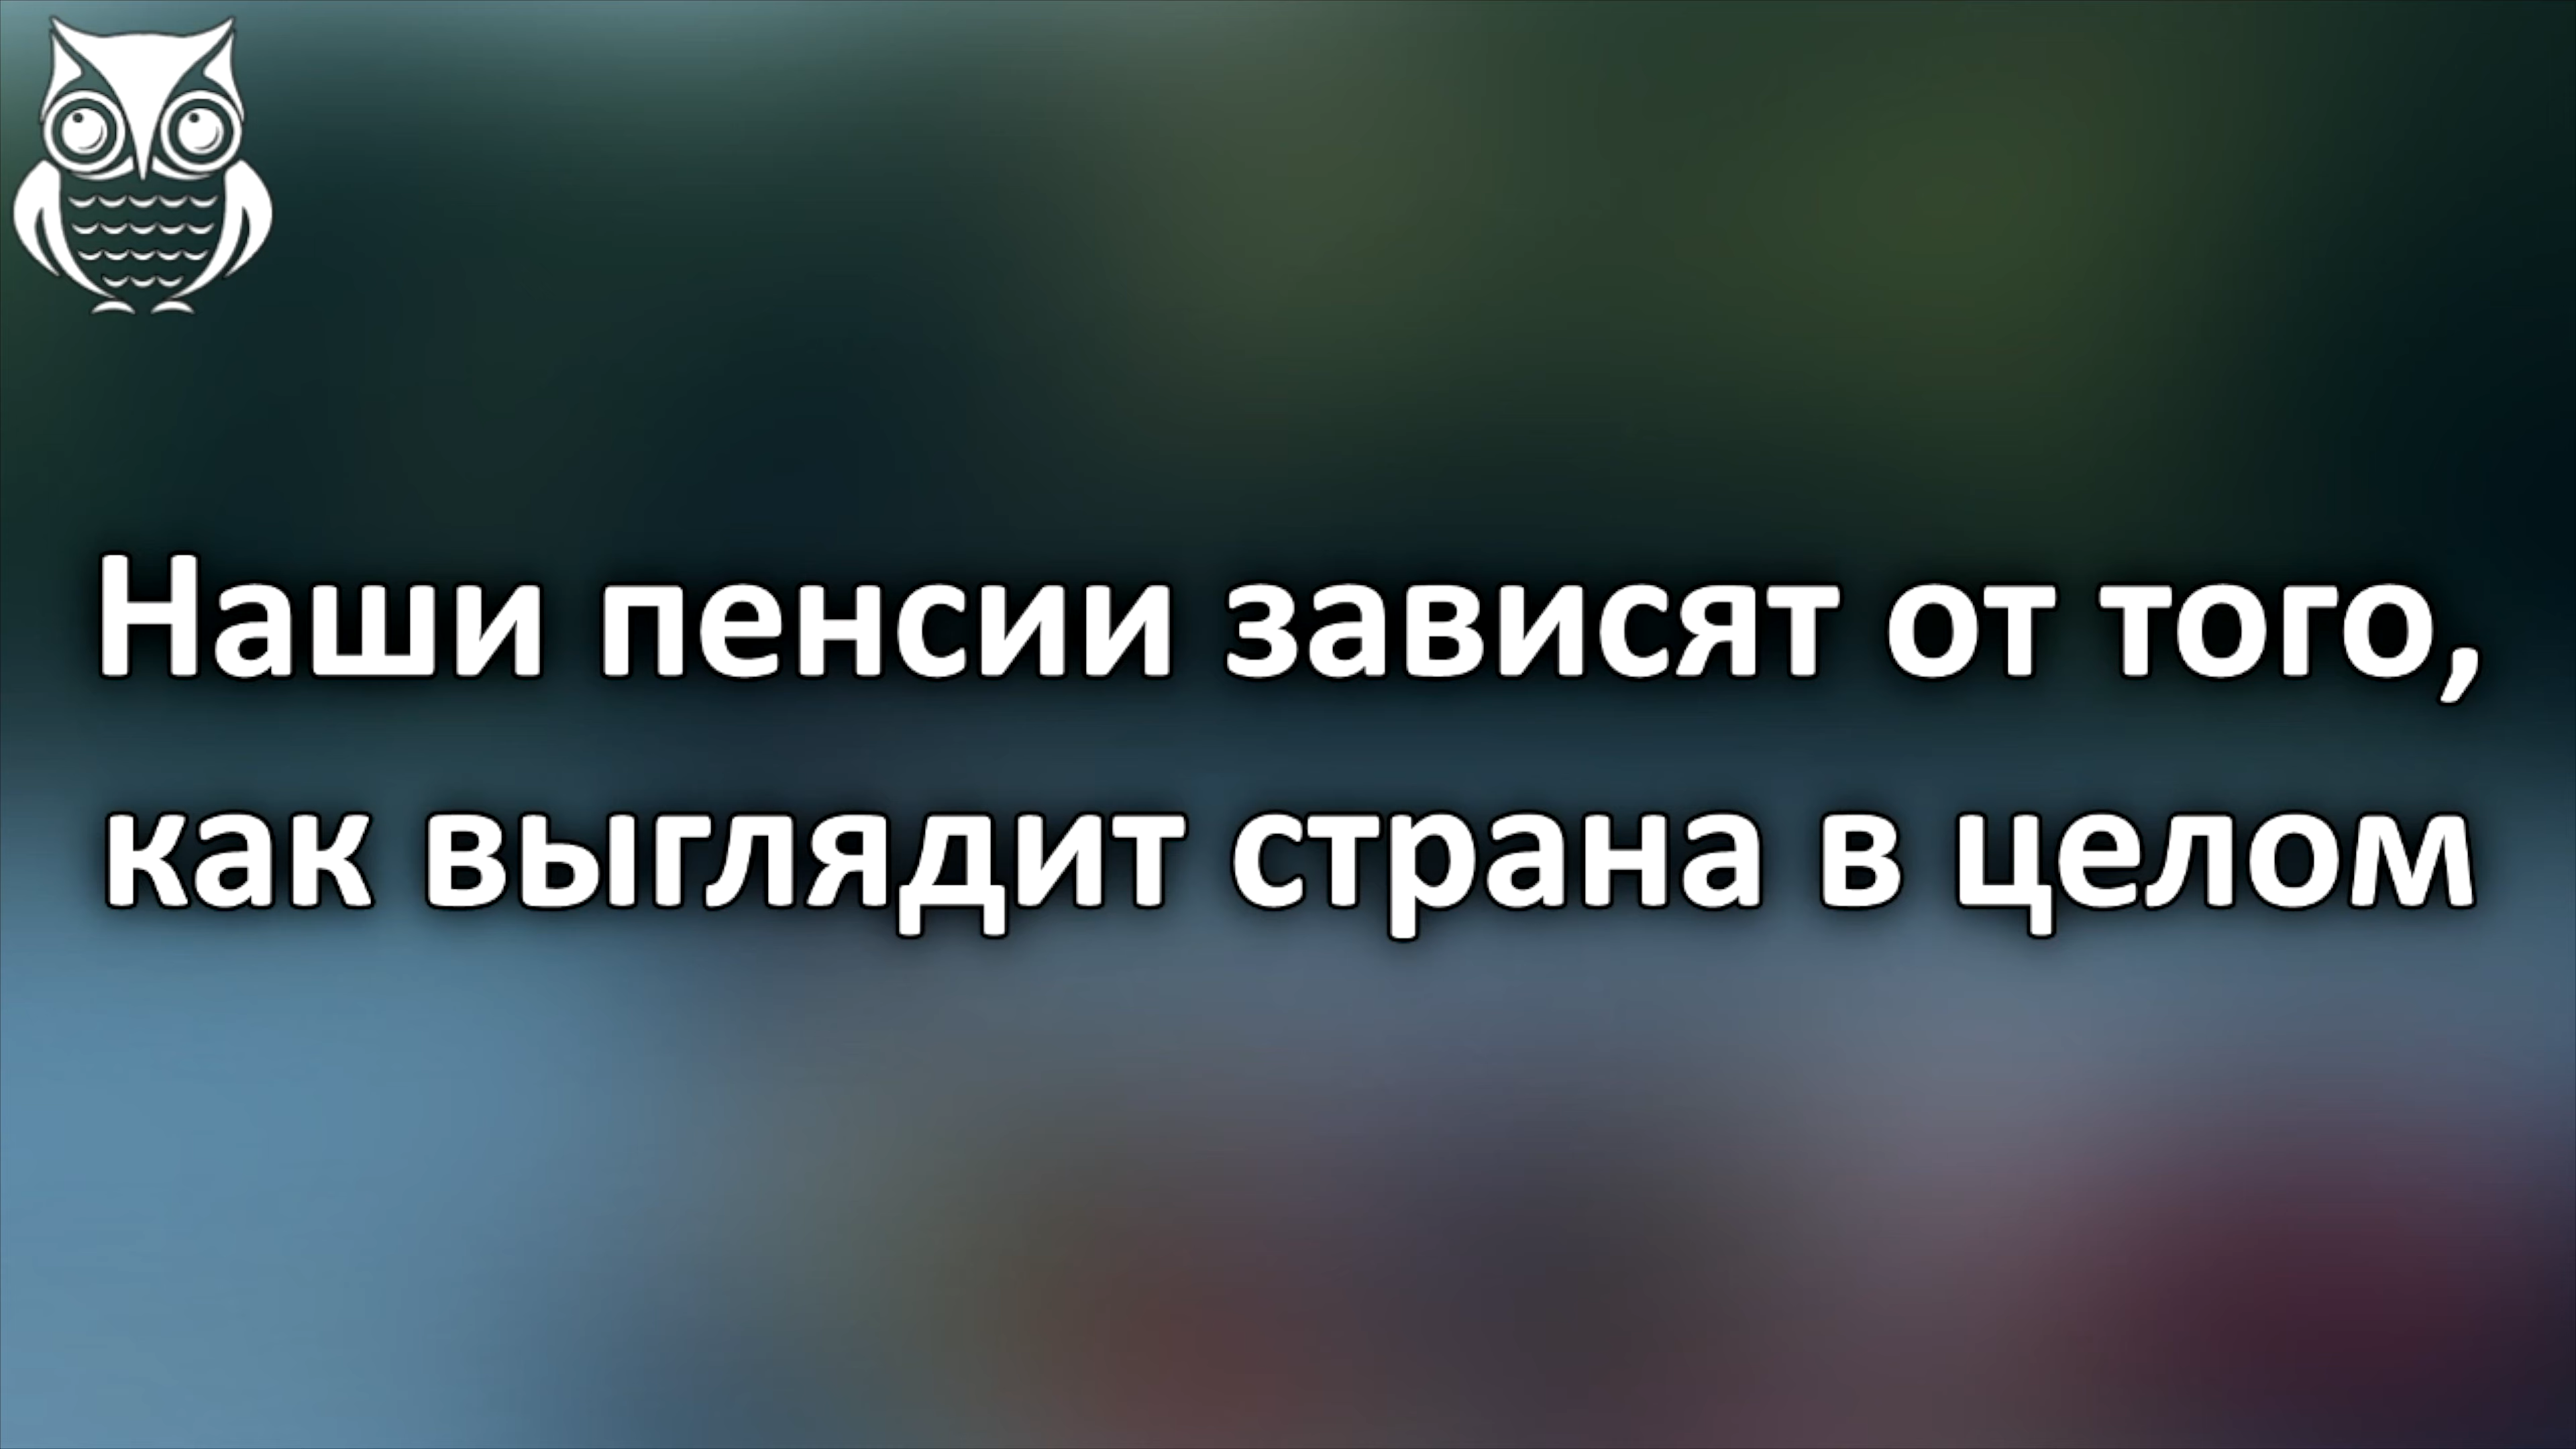 Наши пенсии зависят от того,
как выглядит страна в целом